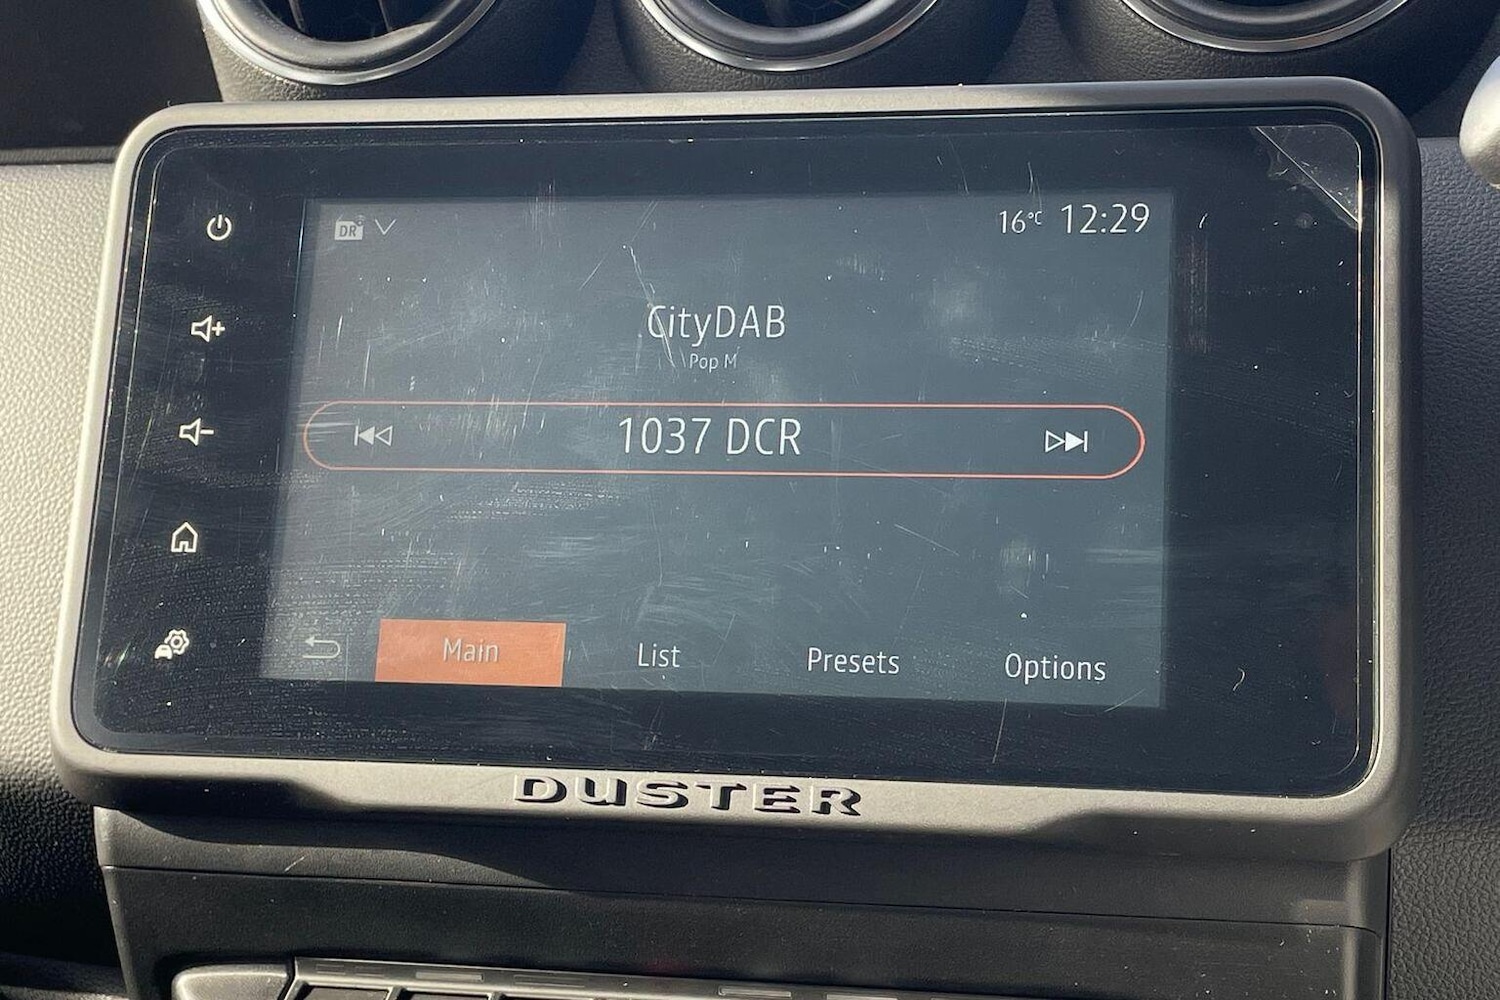 DR 16°C 12:29
CityDAB
Pop M
1037 DCR
Main List Presets Options
DUSTER